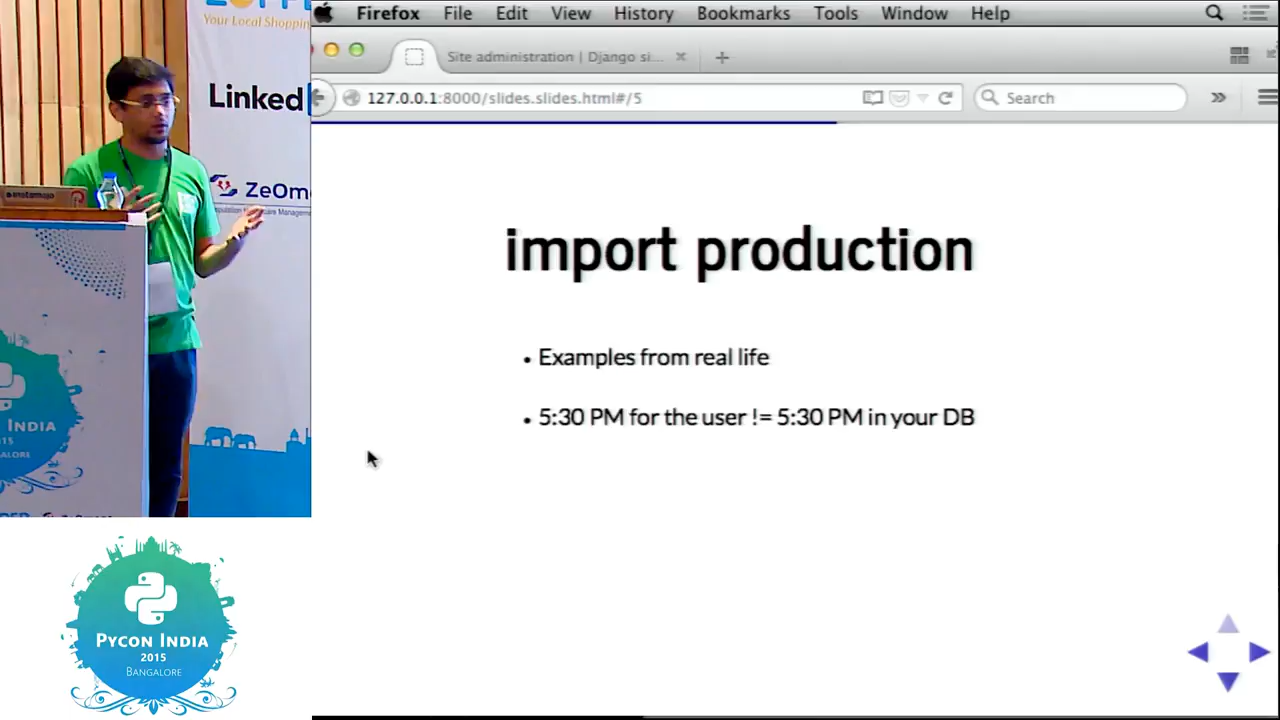 Your Local Shoppin
Linked
ZeOm
instamojo
INDIA
PYCON INDIA
2015
BANGALORE
Firefox File Edit View History Bookmarks Tools Window Help
Site administration | Django si...
127.0.0.1:8000/slides.slides.html#/5
Search
import production
• Examples from real life
• 5:30 PM for the user != 5:30 PM in your DB